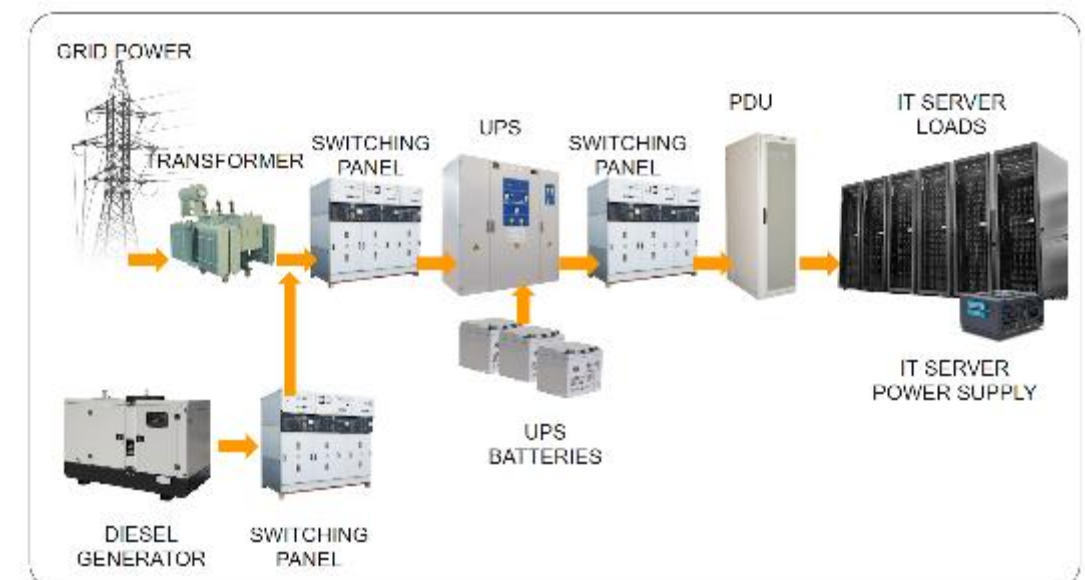 GRID POWER
TRANSFORMER
SWITCHING
PANEL
UPS
SWITCHING
PANEL
PDU
IT SERVER
LOADS
UPS
BATTERIES
IT SERVER
POWER SUPPLY
DIESEL
GENERATOR
SWITCHING
PANEL